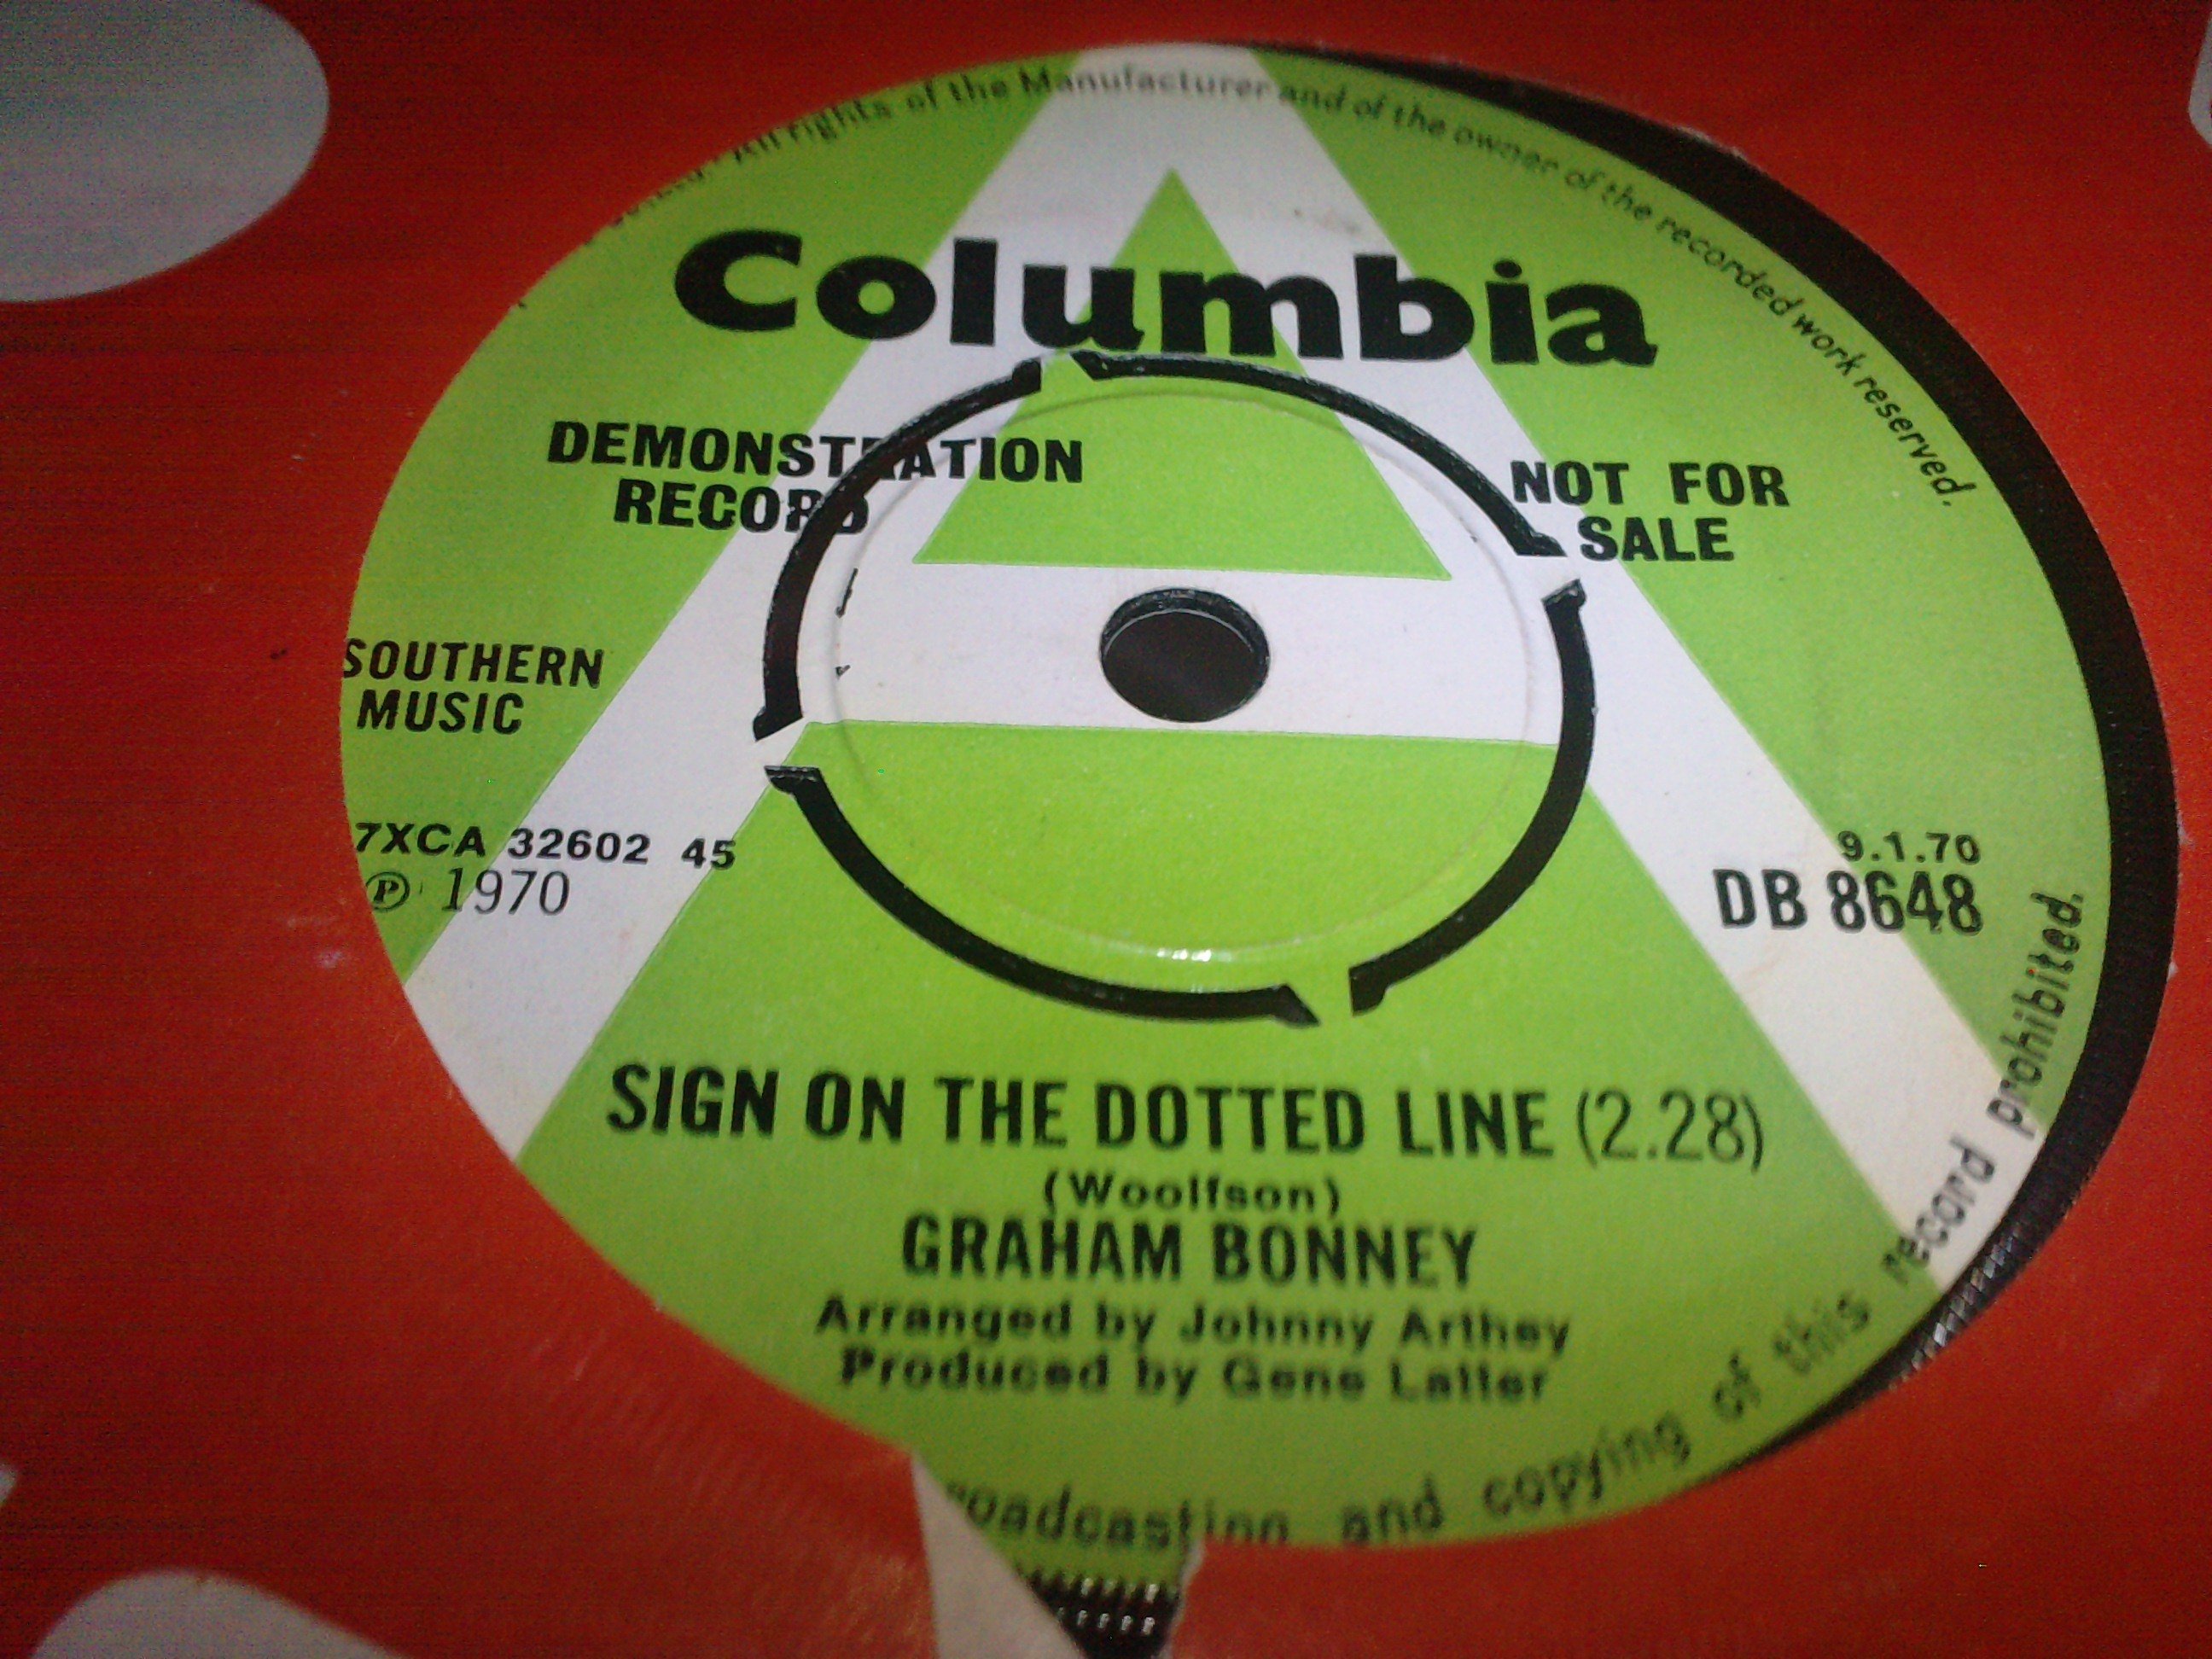 All rights of the Manufacturer and of the owner of the recorded work reserved.
Columbia
DEMONSTRATION
RECORD
NOT FOR
SALE
SOUTHERN
MUSIC
7XCA 32602 45
Ⓟ 1970
9.1.70
DB 8648
SIGN ON THE DOTTED LINE (2.28)
(Woolfson)
GRAHAM BONNEY
Arranged by Johnny Arthey
Produced by Gene Latter
roadcasting and copying of this record prohibited.